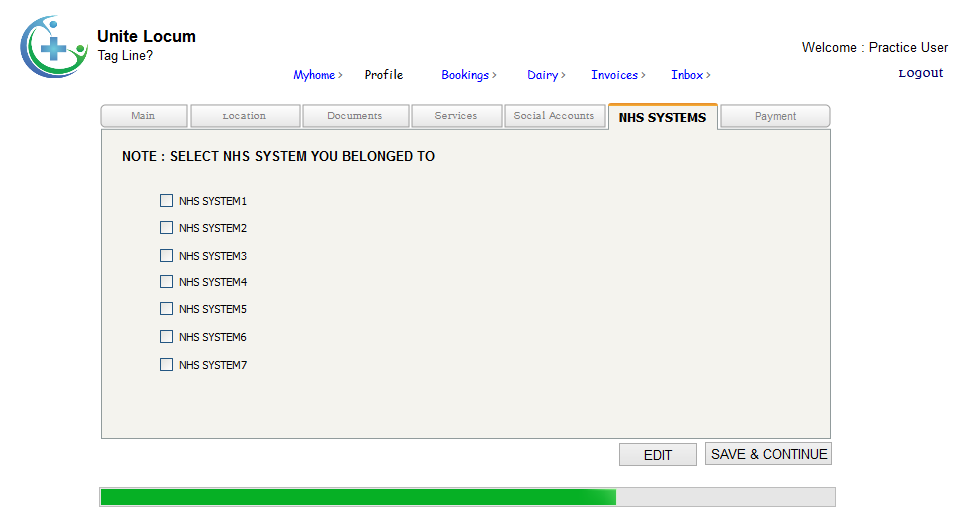 Unite Locum
Tag Line?
Welcome : Practice User
Logout
Myhome > Profile Bookings > Dairy > Invoices > Inbox >
Main Location Documents Services Social Accounts NHS SYSTEMS Payment
NOTE : SELECT NHS SYSTEM YOU BELONGED TO
NHS SYSTEM1
NHS SYSTEM2
NHS SYSTEM3
NHS SYSTEM4
NHS SYSTEM5
NHS SYSTEM6
NHS SYSTEM7
EDIT SAVE & CONTINUE